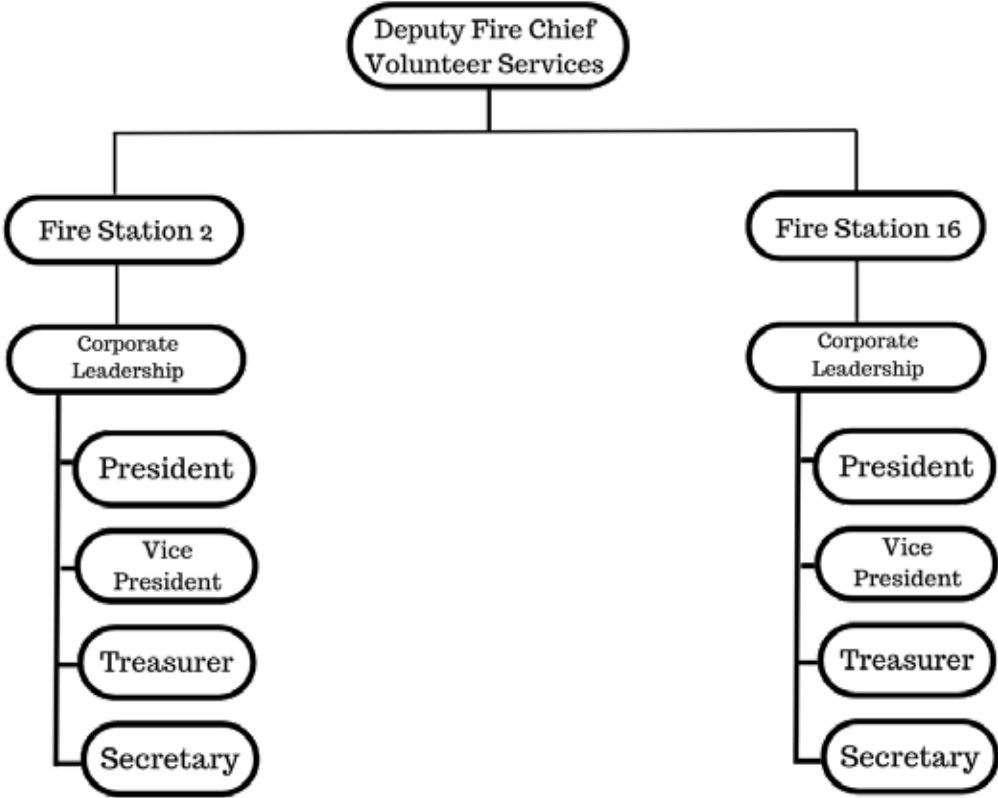 Deputy Fire Chief
Volunteer Services
Fire Station 2
Corporate
Leadership
President
Vice
President
Treasurer
Secretary
Fire Station 16
Corporate
Leadership
President
Vice
President
Treasurer
Secretary